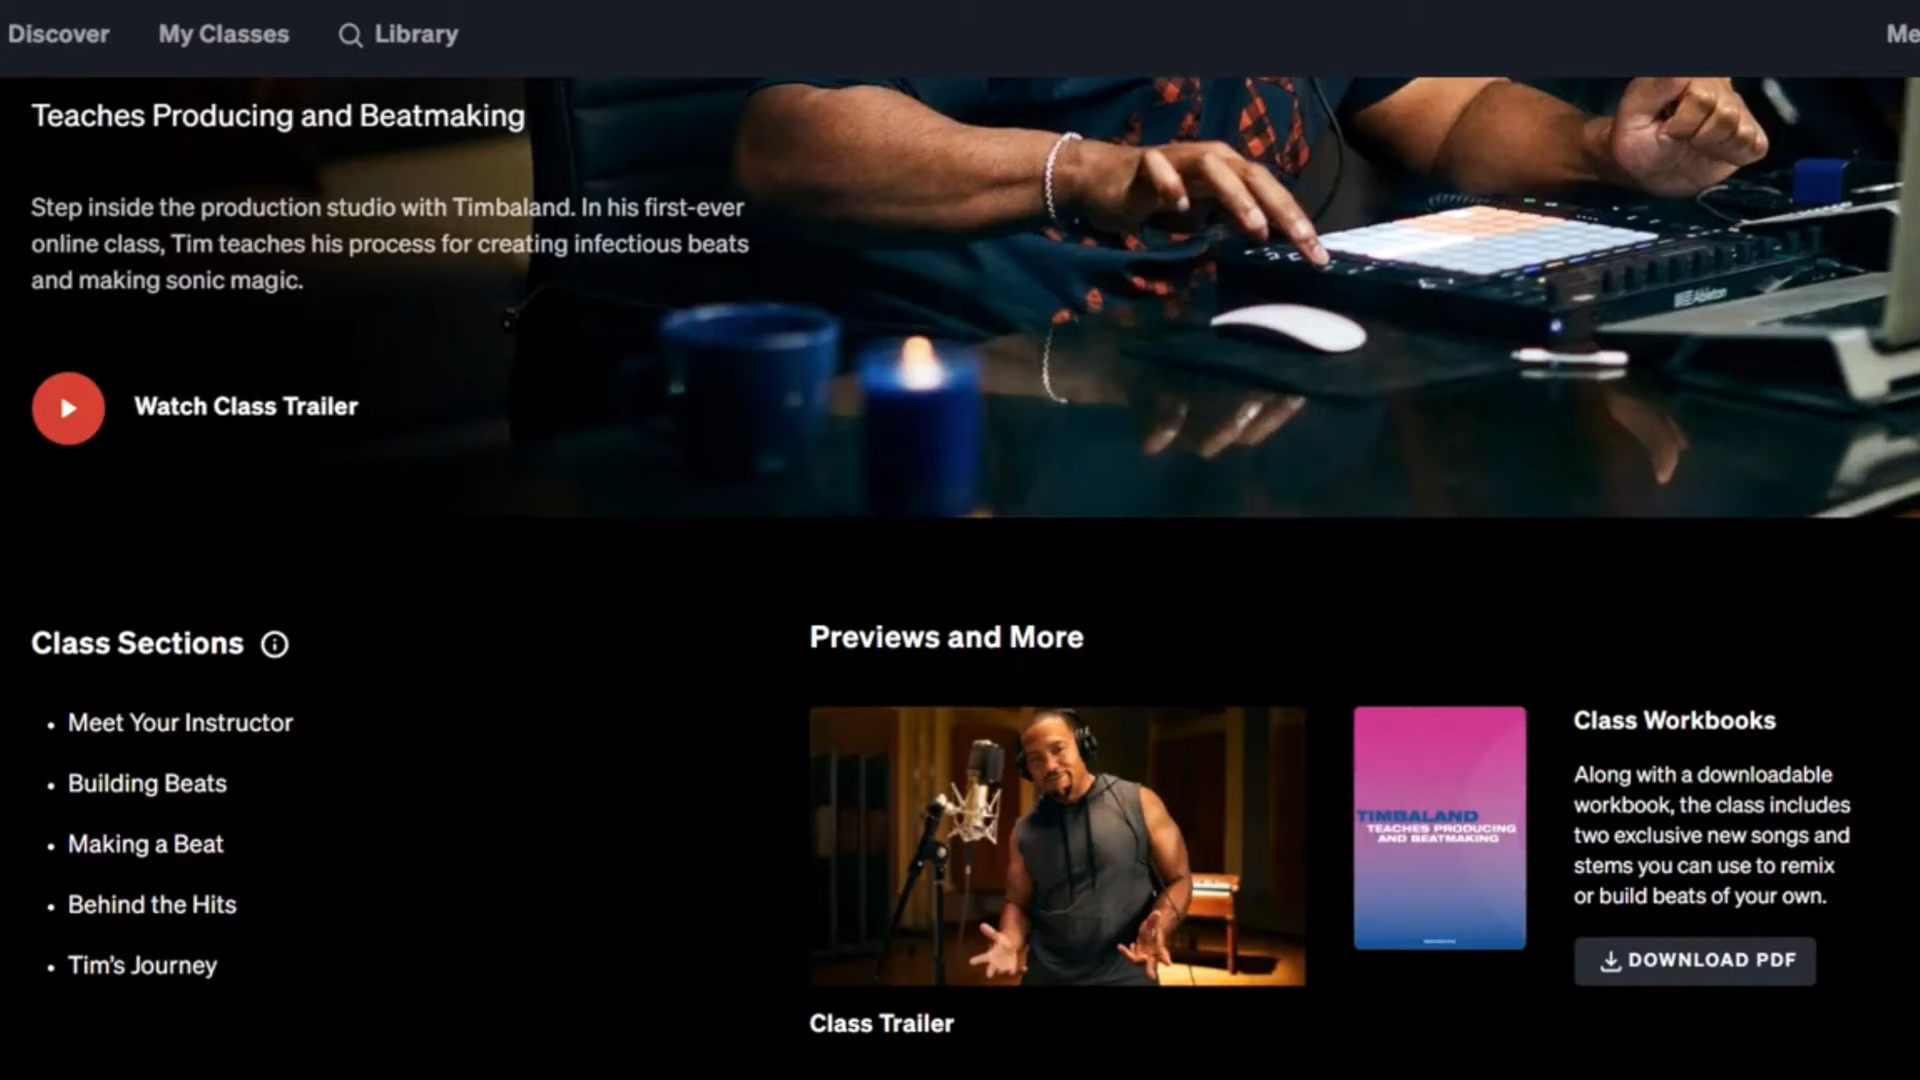 Discover
My Classes
Library
Me
Teaches Producing and Beatmaking
Step inside the production studio with Timbaland. In his first-ever
online class, Tim teaches his process for creating infectious beats
and making sonic magic.
Ableton
Watch Class Trailer
Class Sections
Meet Your Instructor
Building Beats
Making a Beat
Behind the Hits
Tim's Journey
Previews and More
TIMBALAND
TEACHES PRODUCING
AND BEATMAKING
Class Trailer
Class Workbooks
Along with a downloadable
workbook, the class includes
two exclusive new songs and
stems you can use to remix
or build beats of your own.
DOWNLOAD PDF